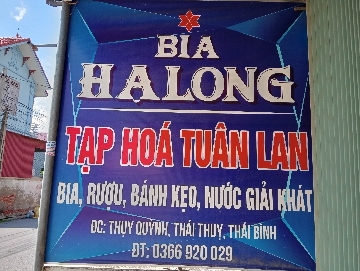 BIA
HALONG
TẠP HOÁ TUÂN LAN
BIA, RƯỢU, BÁNH KẸO, NƯỚC GIẢI KHÁT
ĐC: THỤY QUỲNH, THÁI THỤY, THÁI BÌNH
ĐT: 0366 920 029